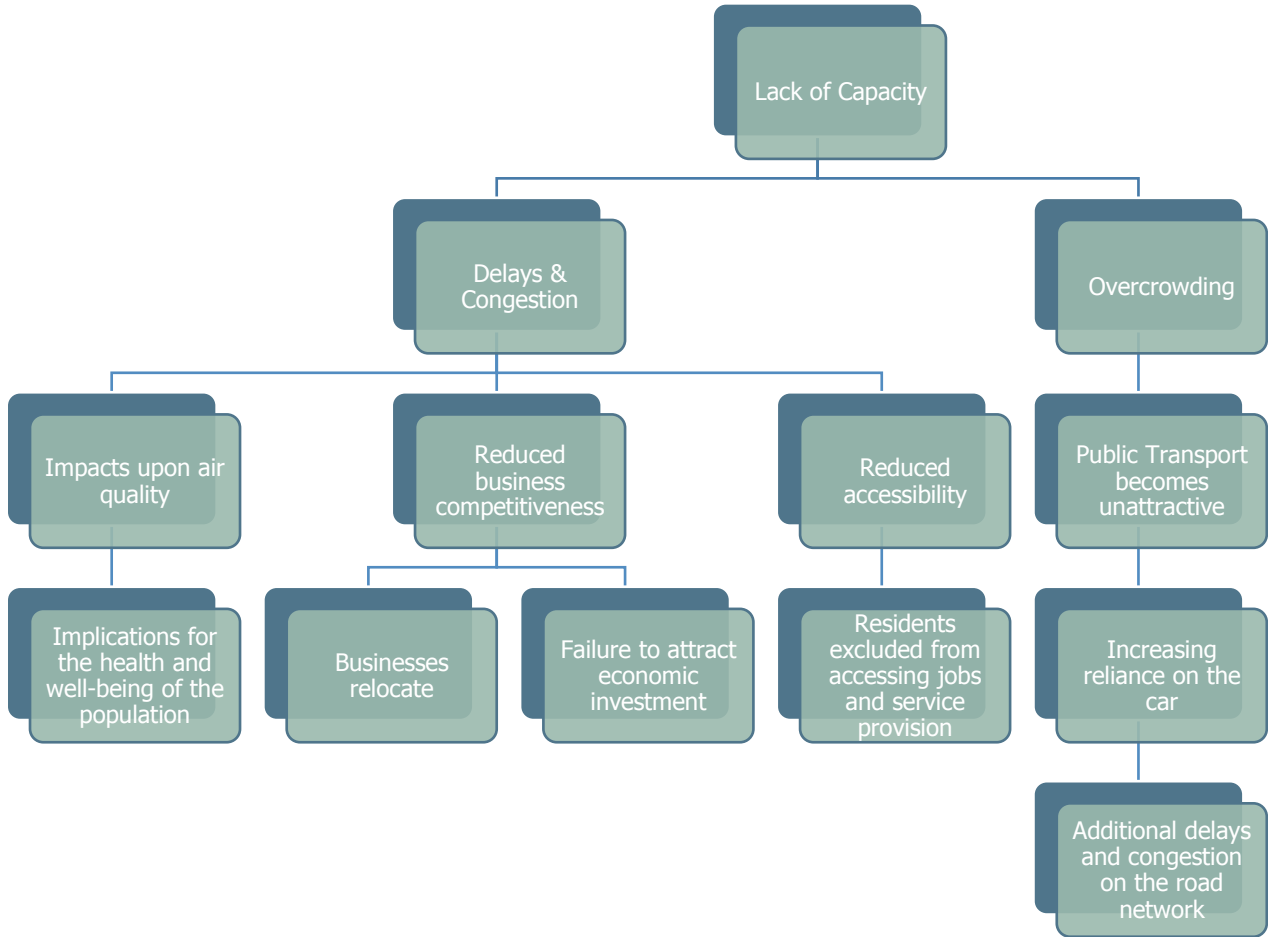 Lack of Capacity
Delays &
Congestion
Overcrowding
Impacts upon air
quality
Reduced
business
competitiveness
Reduced
accessibility
Public Transport
becomes
unattractive
Implications for
the health and
well-being of the
population
Businesses
relocate
Failure to attract
economic
investment
Residents
excluded from
accessing jobs
and service
provision
Increasing
reliance on the
car
Additional delays
and congestion
on the road
network